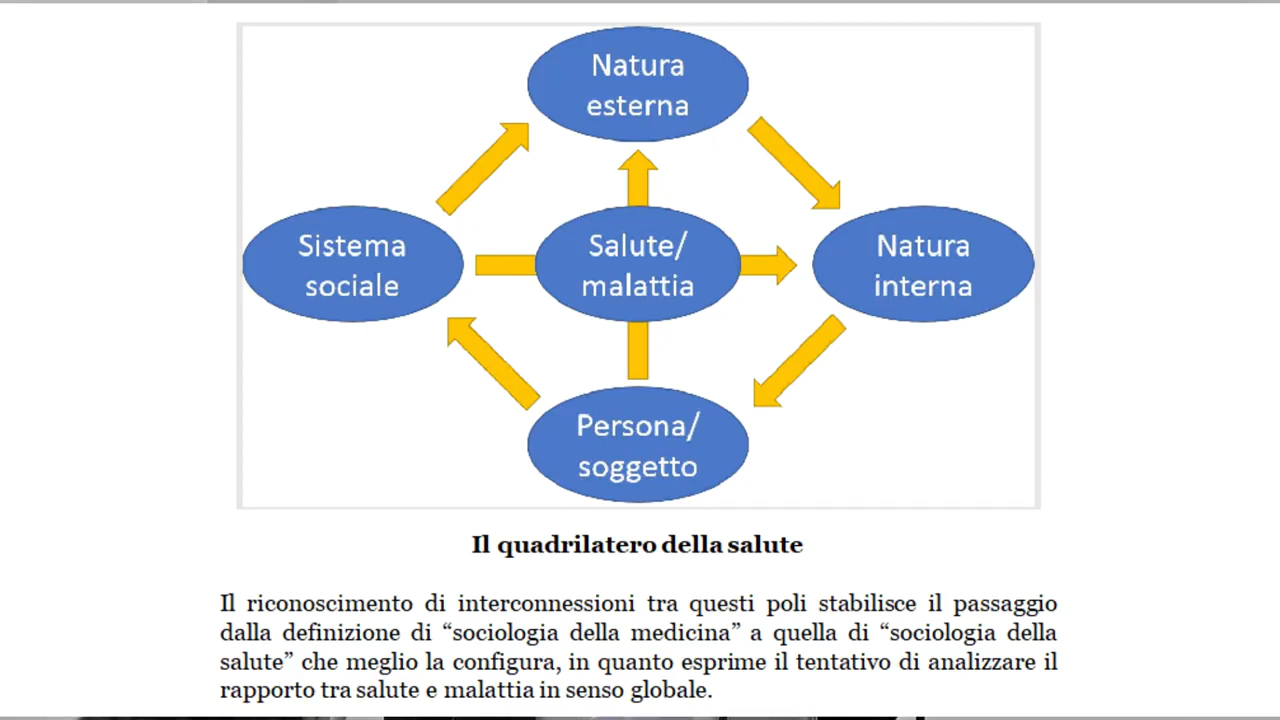 Natura
esterna
Sistema
sociale
Salute/
malattia
Natura
interna
Persona/
soggetto
Il quadrilatero della salute
Il riconoscimento di interconnessioni tra questi poli stabilisce il passaggio
dalla definizione di “sociologia della medicina” a quella di “sociologia della
salute” che meglio la configura, in quanto esprime il tentativo di analizzare il
rapporto tra salute e malattia in senso globale.